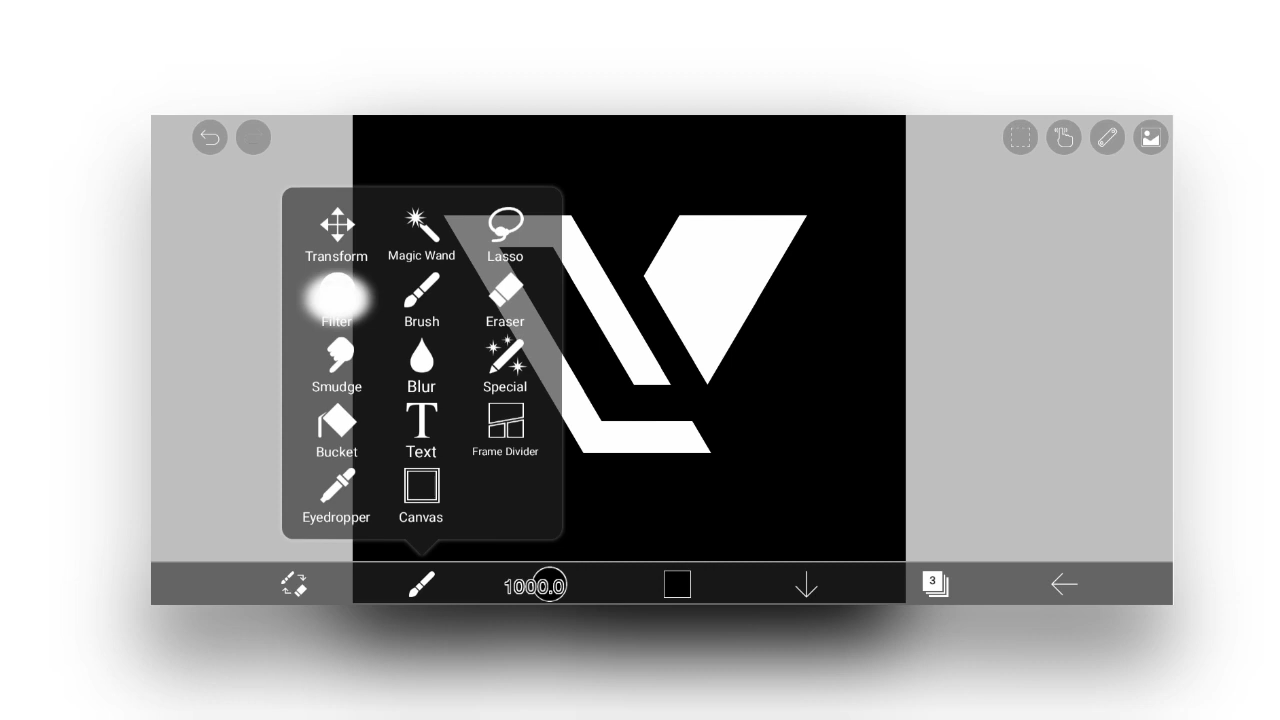 Transform Magic Wand Lasso
Filter Brush Eraser
Smudge Blur Special
Bucket Text Frame Divider
Eyedropper Canvas
1000.0 3